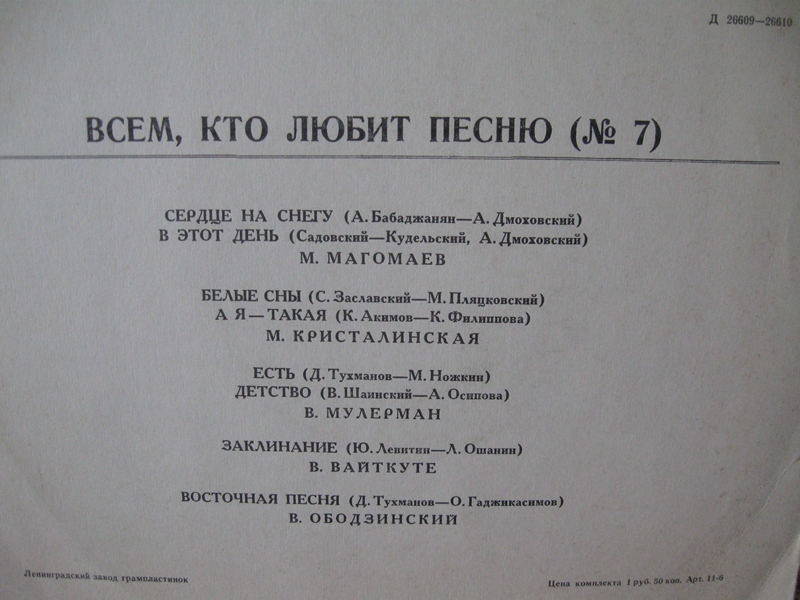 Д 26609—26610
ВСЕМ, КТО ЛЮБИТ ПЕСНЮ (№ 7)
СЕРДЦЕ НА СНЕГУ (А. Бабаджанян—А. Дмоховский)
В ЭТОТ ДЕНЬ (Садовский—Кудельский, А. Дмоховский)
М. МАГОМАЕВ
БЕЛЫЕ СНЫ (С. Заславский—М. Пляцковский)
А Я—ТАКАЯ (К. Акимов—К. Филиппова)
М. КРИСТАЛИНСКАЯ
ЕСТЬ (Д. Тухманов—М. Ножкин)
ДЕТСТВО (В. Шаинский—А. Осипова)
В. МУЛЕРМАН
ЗАКЛИНАНИЕ (Ю. Левитин—Л. Ошанин)
В. ВАЙТКУТЕ
ВОСТОЧНАЯ ПЕСНЯ (Д. Тухманов—О. Гаджикасимов)
В. ОБОДЗИНСКИЙ
Ленинградский завод грампластинок
Цена комплекта 1 руб. 50 коп. Арт. 11-6